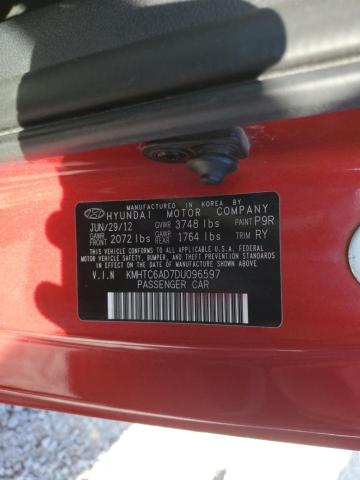 MANUFACTURED IN KOREA BY
HYUNDAI MOTOR COMPANY
JUN/29/12 GVWR 3748 lbs PAINT P9R
GAWR FRT 2072 lbs GAWR RR 1764 lbs TRIM RY
THIS VEHICLE CONFORMS TO ALL APPLICABLE U.S.A. FEDERAL
MOTOR VEHICLE SAFETY, BUMPER, AND THEFT PREVENTION
STANDARDS IN EFFECT ON THE DATE OF MANUFACTURE
SHOWN ABOVE
V.I.N KMHTC6AD7DU096597
PASSENGER CAR